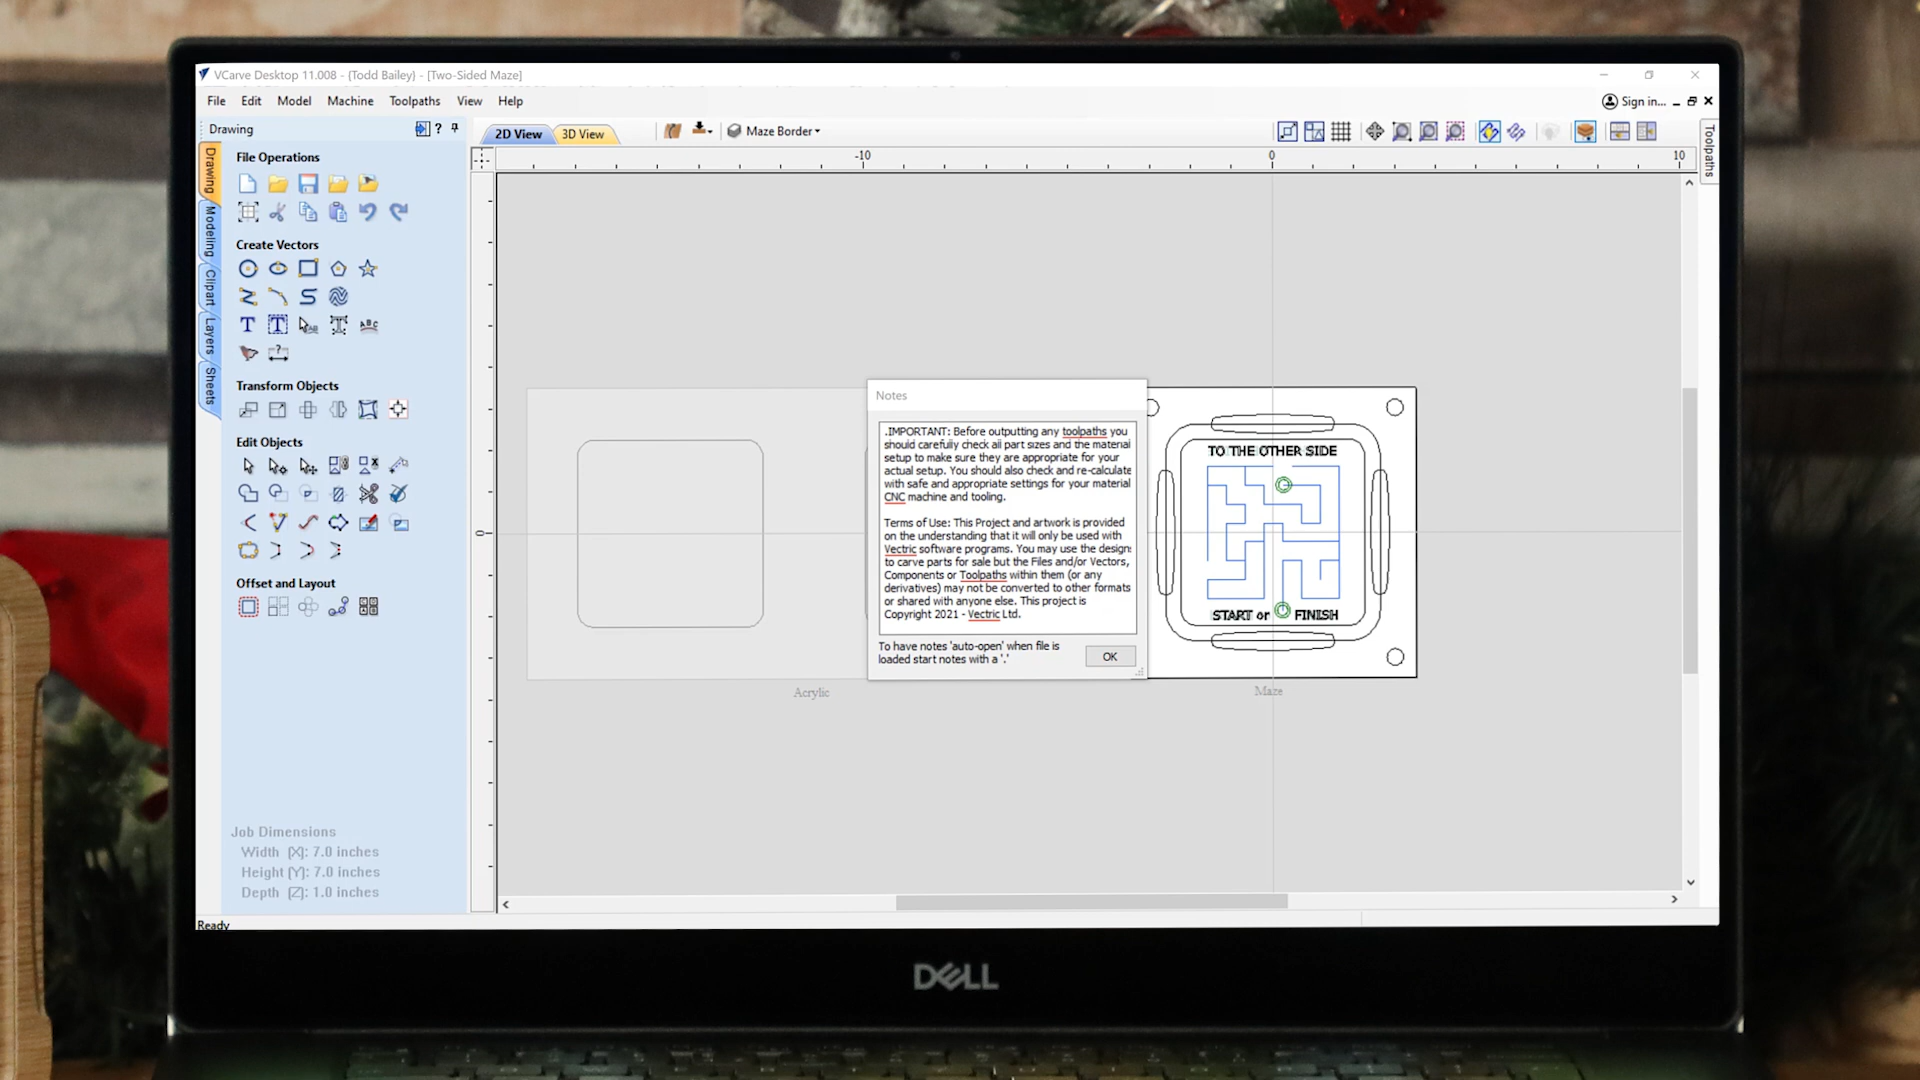 VCarve Desktop 11.008 - {Todd Bailey} - [Two-Sided Maze]
File Edit Model Machine Toolpaths View Help
Sign in...
Drawing
2D View
3D View
Maze Border
Toolpaths
Drawing
Modeling
Clipart
Layers
Sheets
File Operations
Create Vectors
Transform Objects
Edit Objects
Offset and Layout
Job Dimensions
Width (X): 7.0 inches
Height (Y): 7.0 inches
Depth (Z): 1.0 inches
Ready
-10
0
10
0
Notes
.IMPORTANT: Before outputting any toolpaths you
should carefully check all part sizes and the material
setup to make sure they are appropriate for your
actual setup. You should also check and re-calculate
with safe and appropriate settings for your material
CNC machine and tooling.
Terms of Use: This Project and artwork is provided
on the understanding that it will only be used with
Vectric software programs. You may use the design
to carve parts for sale but the Files and/or Vectors,
Components or Toolpaths within them (or any
derivatives) may not be converted to other formats
or shared with anyone else. This project is
Copyright 2021 - Vectric Ltd.
To have notes 'auto-open' when file is
loaded start notes with a '.'
OK
TO THE OTHER SIDE
START or FINISH
Acrylic
Maze
DELL